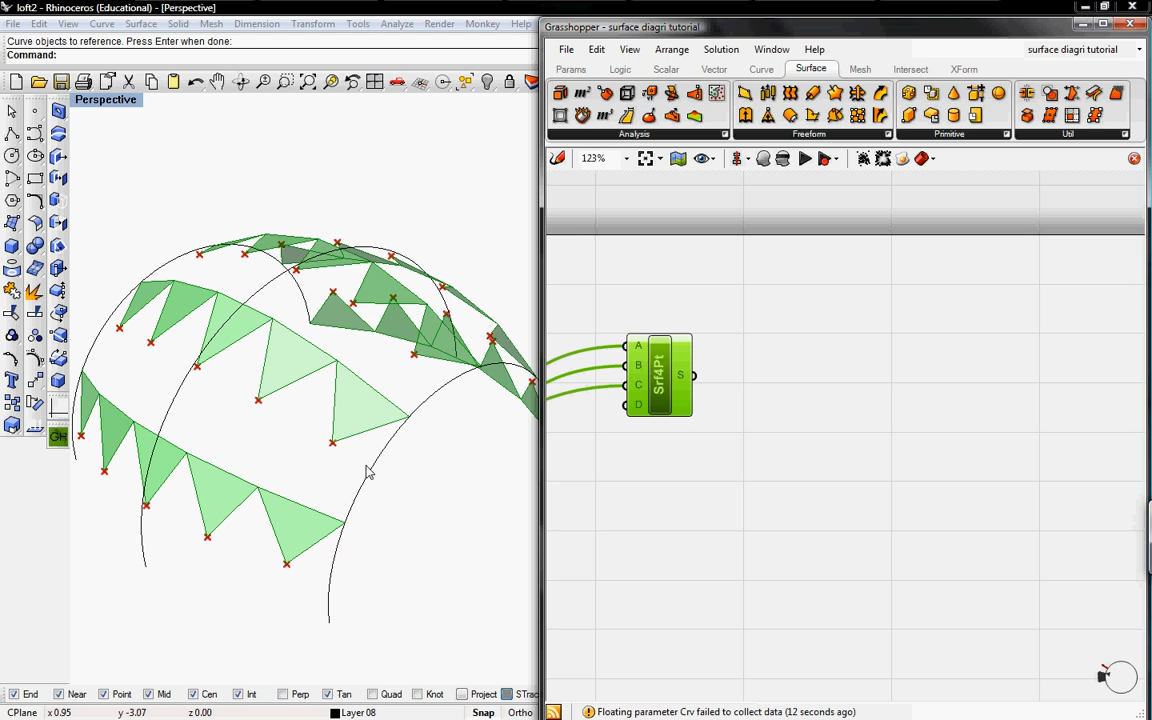 loft2 - Rhinoceros (Educational) - [Perspective]
File Edit View Curve Surface Solid Mesh Dimension Transform Tools Analyze Render Monkey Help
Curve objects to reference. Press Enter when done:
Command:
Perspective
Grasshopper - surface diagri tutorial
File Edit View Arrange Solution Window Help surface diagri tutorial
Params Logic Scalar Vector Curve Surface Mesh Intersect XForm
Analysis Freeform Primitive Util
123%
A
B
C
D
Srf4Pt
S
GH
End Near Point Mid Cen Int Perp Tan Quad Knot Project STrac
CPlane x 0.95 y -3.07 z 0.00 Layer 08 Snap Ortho
Floating parameter Crv failed to collect data (12 seconds ago)